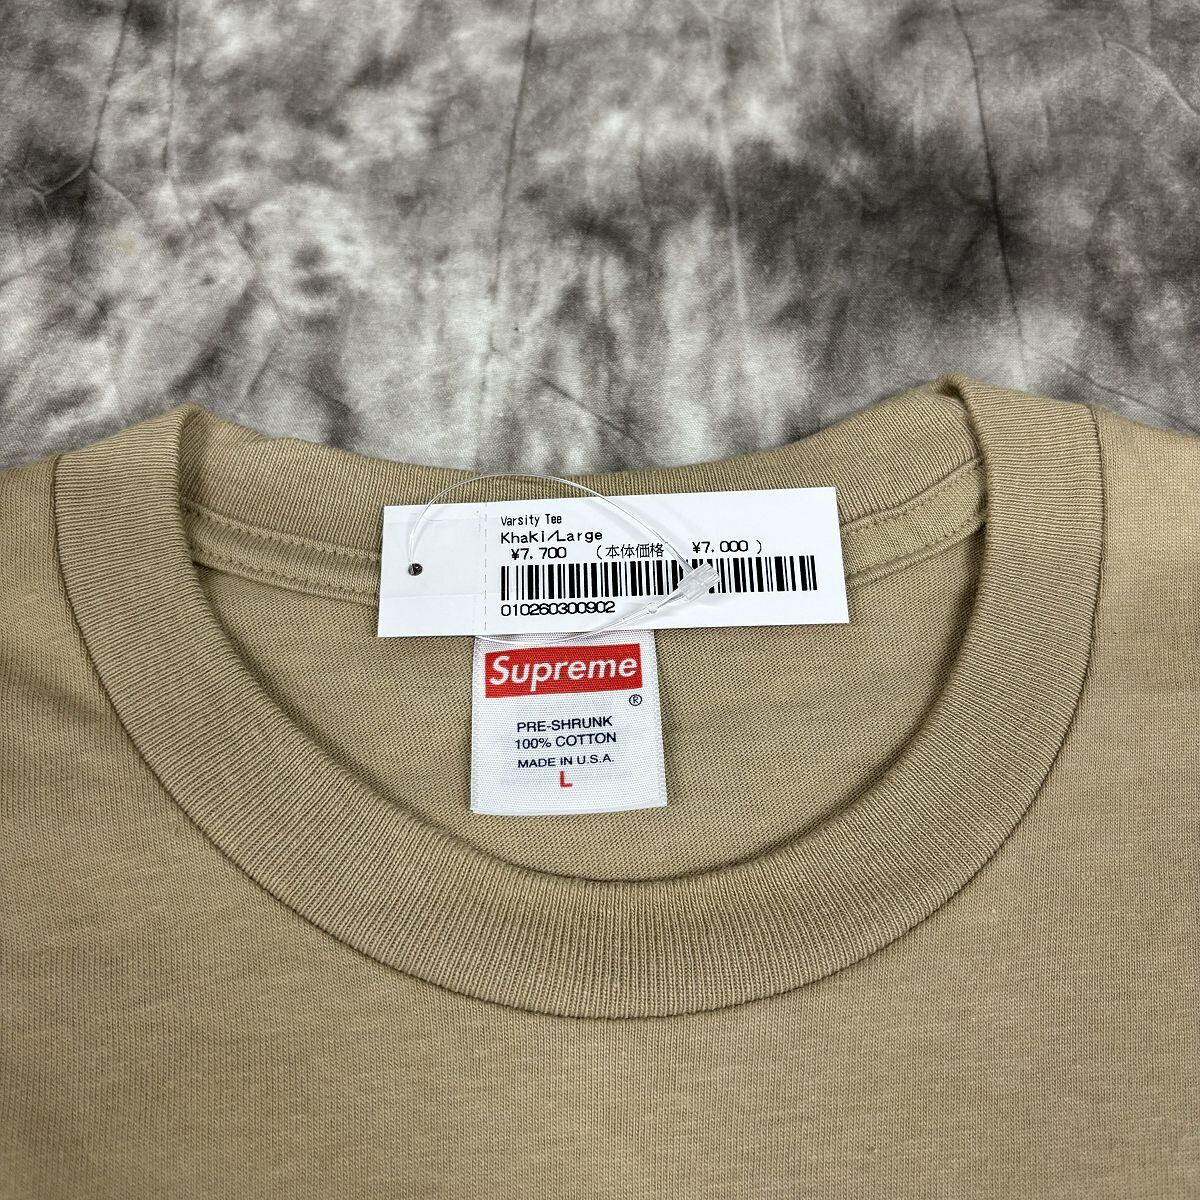 Varsity Tee
Khaki/Large
¥7,700 (本体価格 ¥7,000)
010260300902
Supreme
®
PRE-SHRUNK
100% COTTON
MADE IN U.S.A.
L